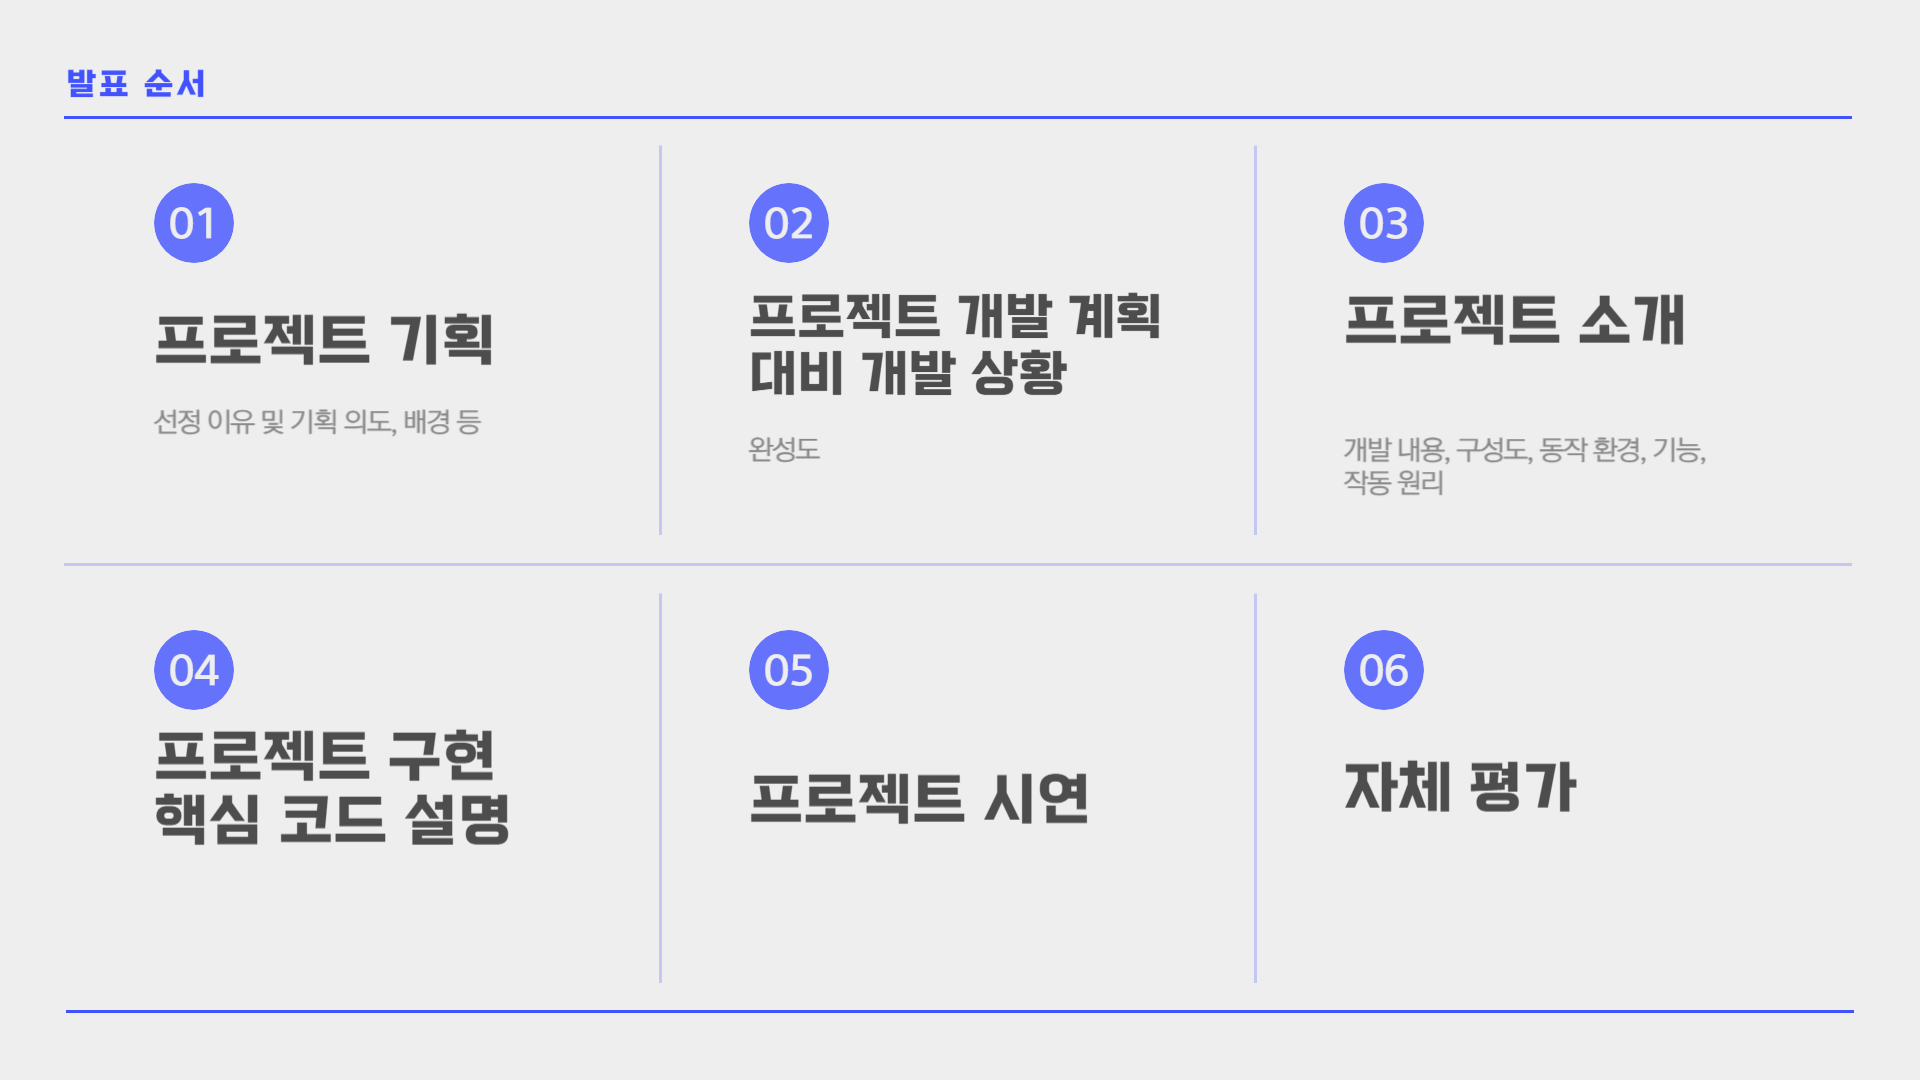 발표 순서
01
프로젝트 기획
선정 이유 및 기획 의도, 배경 등
02
프로젝트 개발 계획
대비 개발 상황
완성도
03
프로젝트 소개
개발 내용, 구성도, 동작 환경, 기능,
작동 원리
04
프로젝트 구현
핵심 코드 설명
05
프로젝트 시연
06
자체 평가